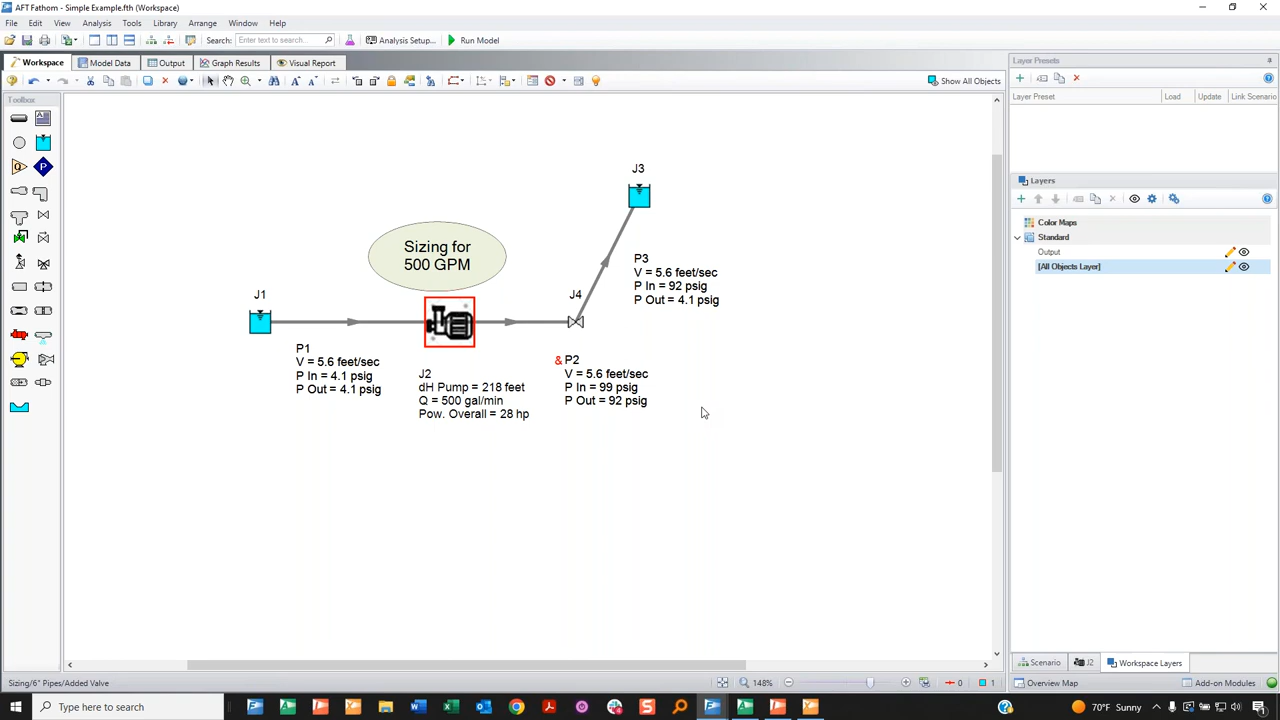 AFT Fathom - Simple Example.fth (Workspace)
File Edit View Analysis Tools Library Arrange Window Help
Search: Enter text to search.. Analysis Setup... Run Model
Workspace Model Data Output Graph Results Visual Report
Show All Objects
Toolbox
Layer Presets
Layer Preset Load Update Link Scenario
Layers
Color Maps
Standard
Output
[All Objects Layer]
J3
Sizing for
500 GPM
P3
V = 5.6 feet/sec
P In = 92 psig
P Out = 4.1 psig
J1
J4
P1
V = 5.6 feet/sec
P In = 4.1 psig
P Out = 4.1 psig
J2
dH Pump = 218 feet
Q = 500 gal/min
Pow. Overall = 28 hp
& P2
V = 5.6 feet/sec
P In = 99 psig
P Out = 92 psig
Scenario J2 Workspace Layers
Sizing/6" Pipes/Added Valve 148% 0 1 Overview Map Add-on Modules
Type here to search 70°F Sunny